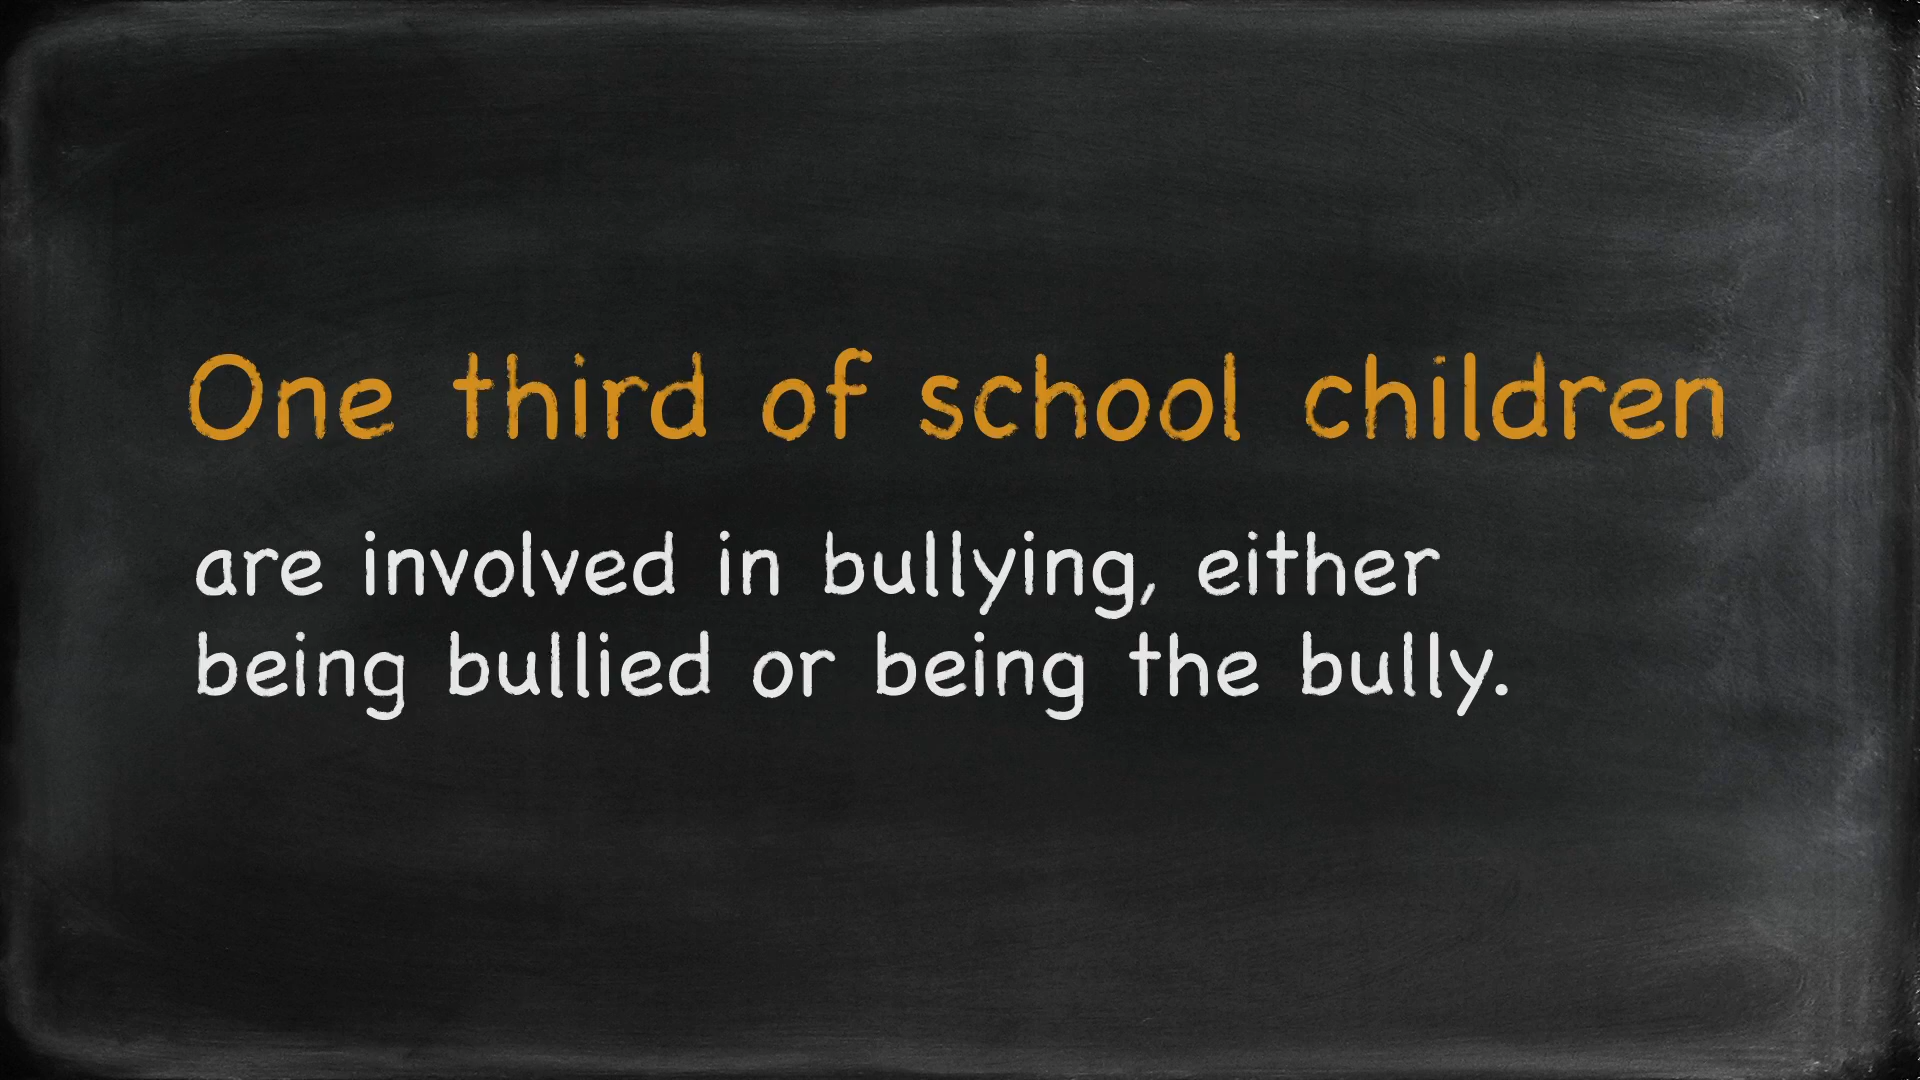 One third of school children
are involved in bullying, either
being bullied or being the bully.